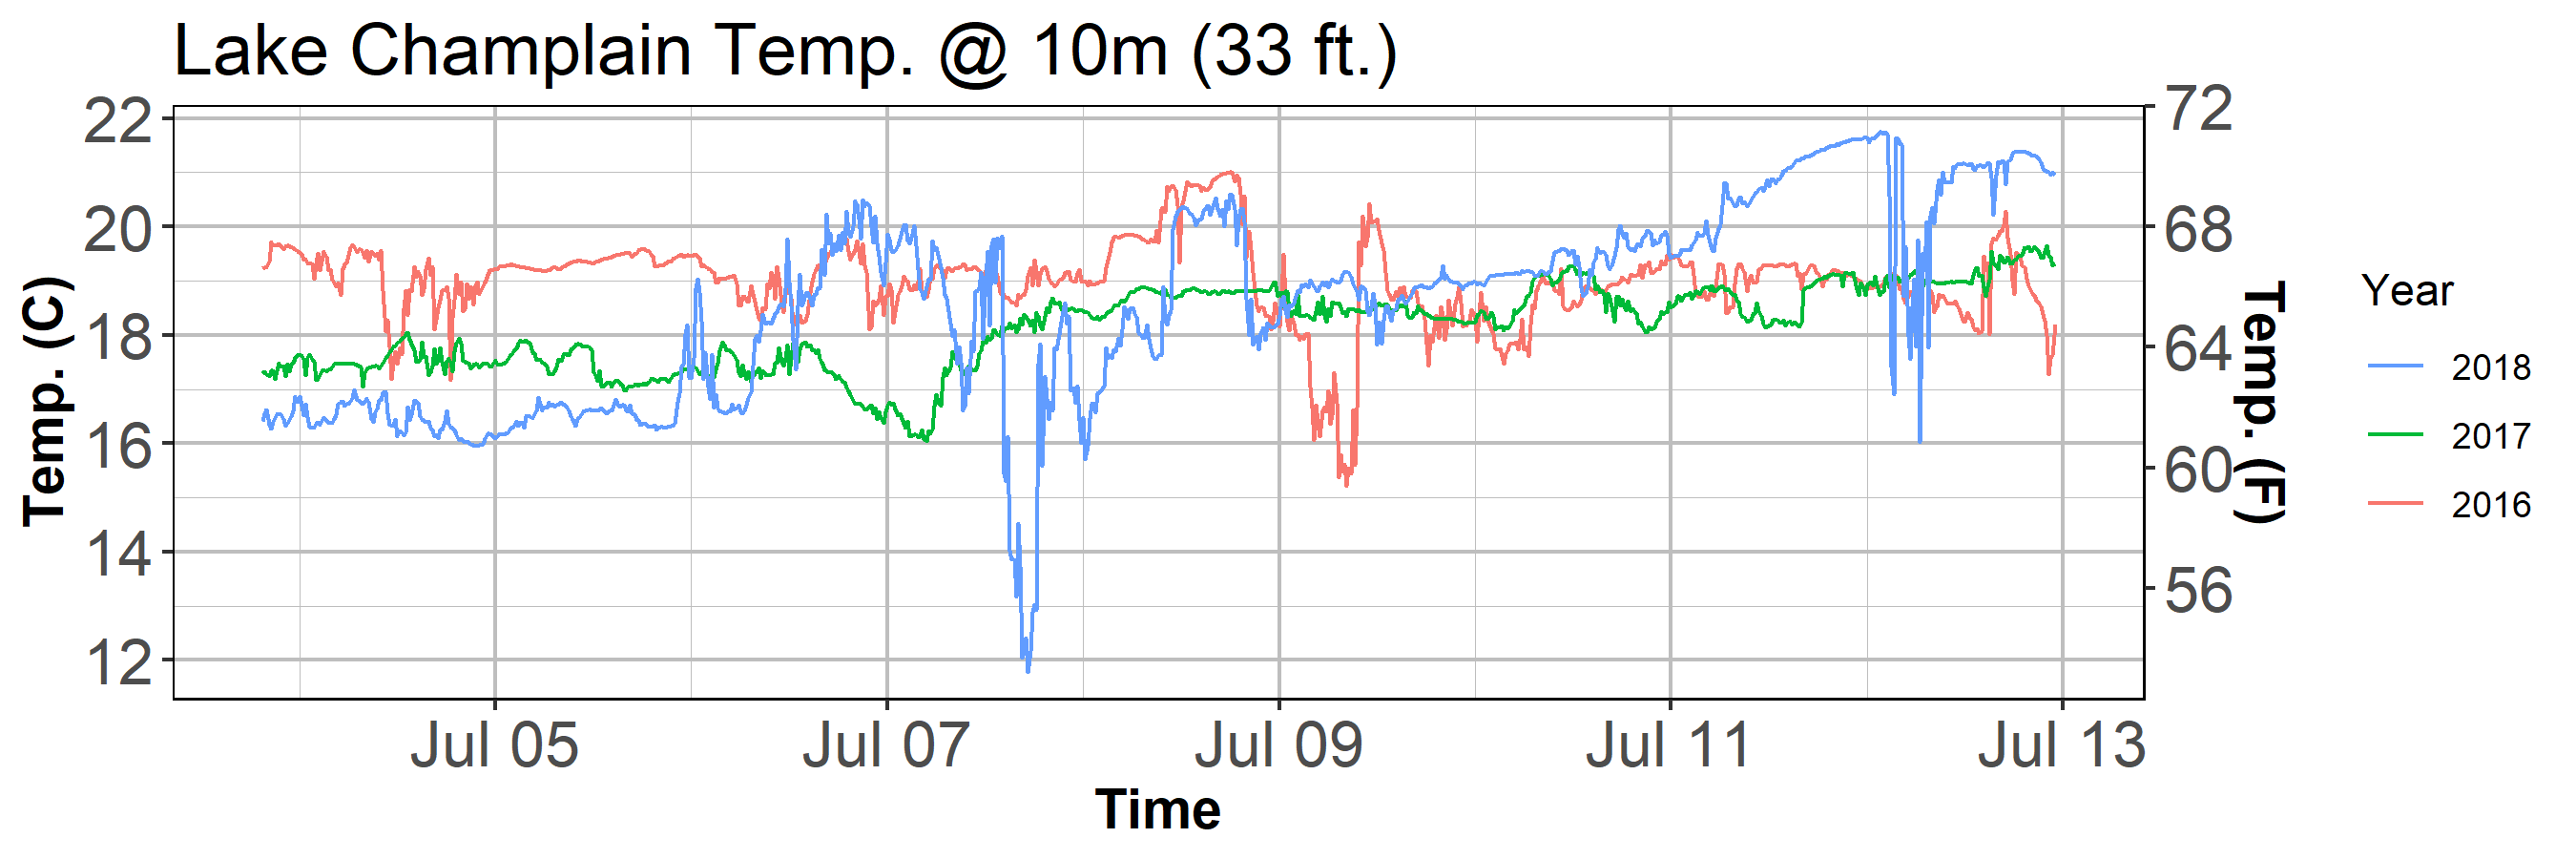 Lake Champlain Temp. @ 10m (33 ft.)
22
20
18
16
14
12
Temp. (C)
72
68
64
60
56
Temp. (F)
Jul 05
Jul 07
Jul 09
Jul 11
Jul 13
Time
Year
2018
2017
2016